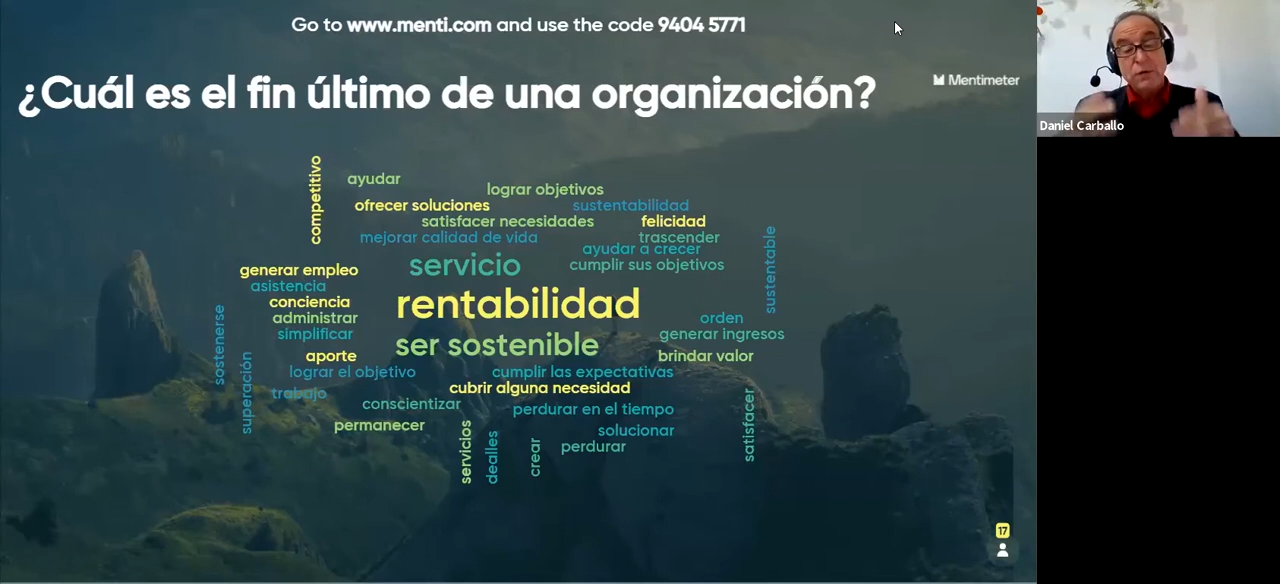 Go to www.menti.com and use the code 9404 5771
¿Cuál es el fin último de una organización?
Mentimeter
Daniel Carballo
competitivo
ayudar
lograr objetivos
ofrecer soluciones
sustentabilidad
satisfacer necesidades
felicidad
mejorar calidad de vida
trascender
ayudar a crecer
sustentable
servicio
cumplir sus objetivos
generar empleo
asistencia
conciencia
rentabilidad
administrar
orden
simplificar
generar ingresos
sostenerse
ser sostenible
aporte
brindar valor
lograr el objetivo
cumplir las expectativas
superación
trabajo
cubrir alguna necesidad
conscientizar
perdurar en el tiempo
satisfacer
permanecer
solucionar
servicios
dealles
crear
perdurar
17